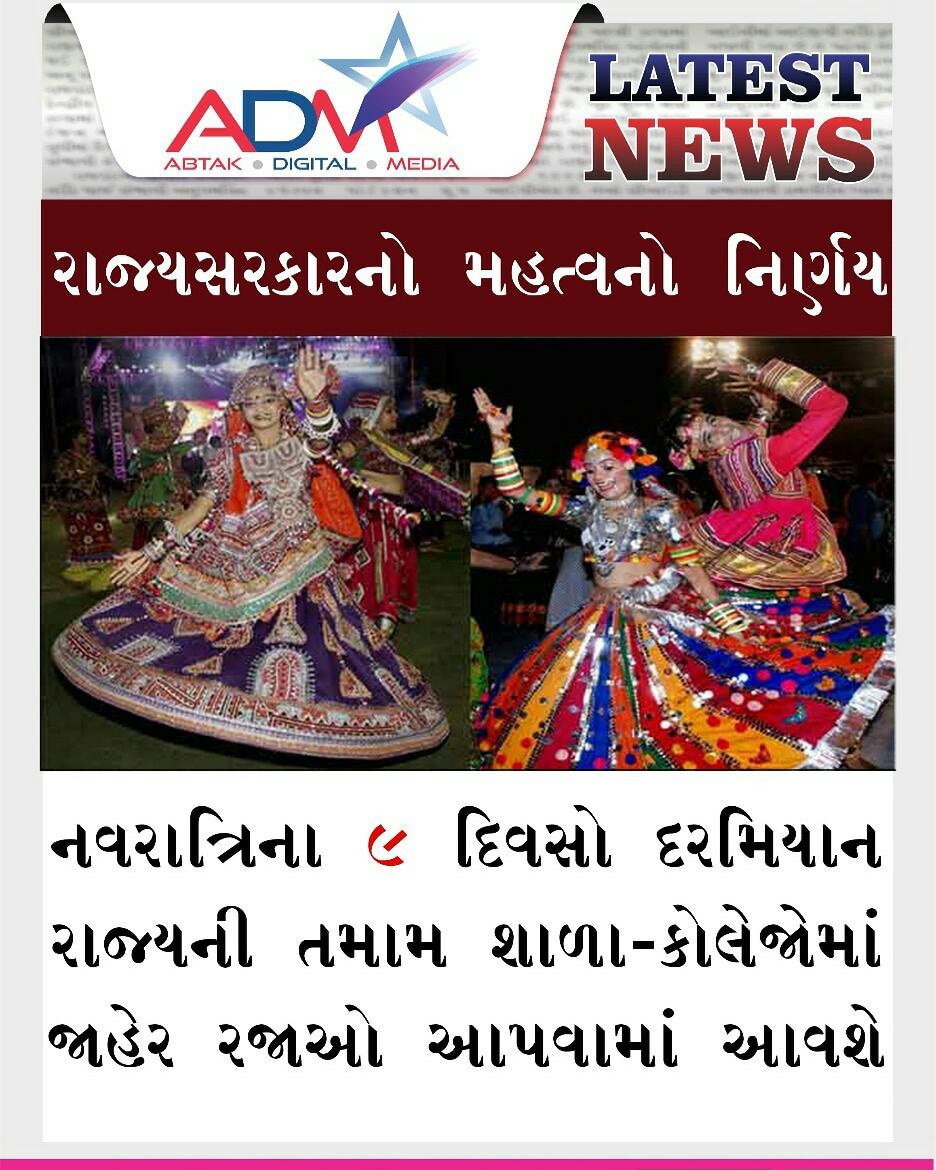 ADM
ABTAK • DIGITAL • MEDIA
LATEST
NEWS
રાજયસરકારનો મહત્વનો નિર્ણય
નવરાત્રિના ૯ દિવસો દરમિયાન
રાજયની તમામ શાળા-કોલેજોમાં
જાહેર રજાઓ આપવામાં આવશે